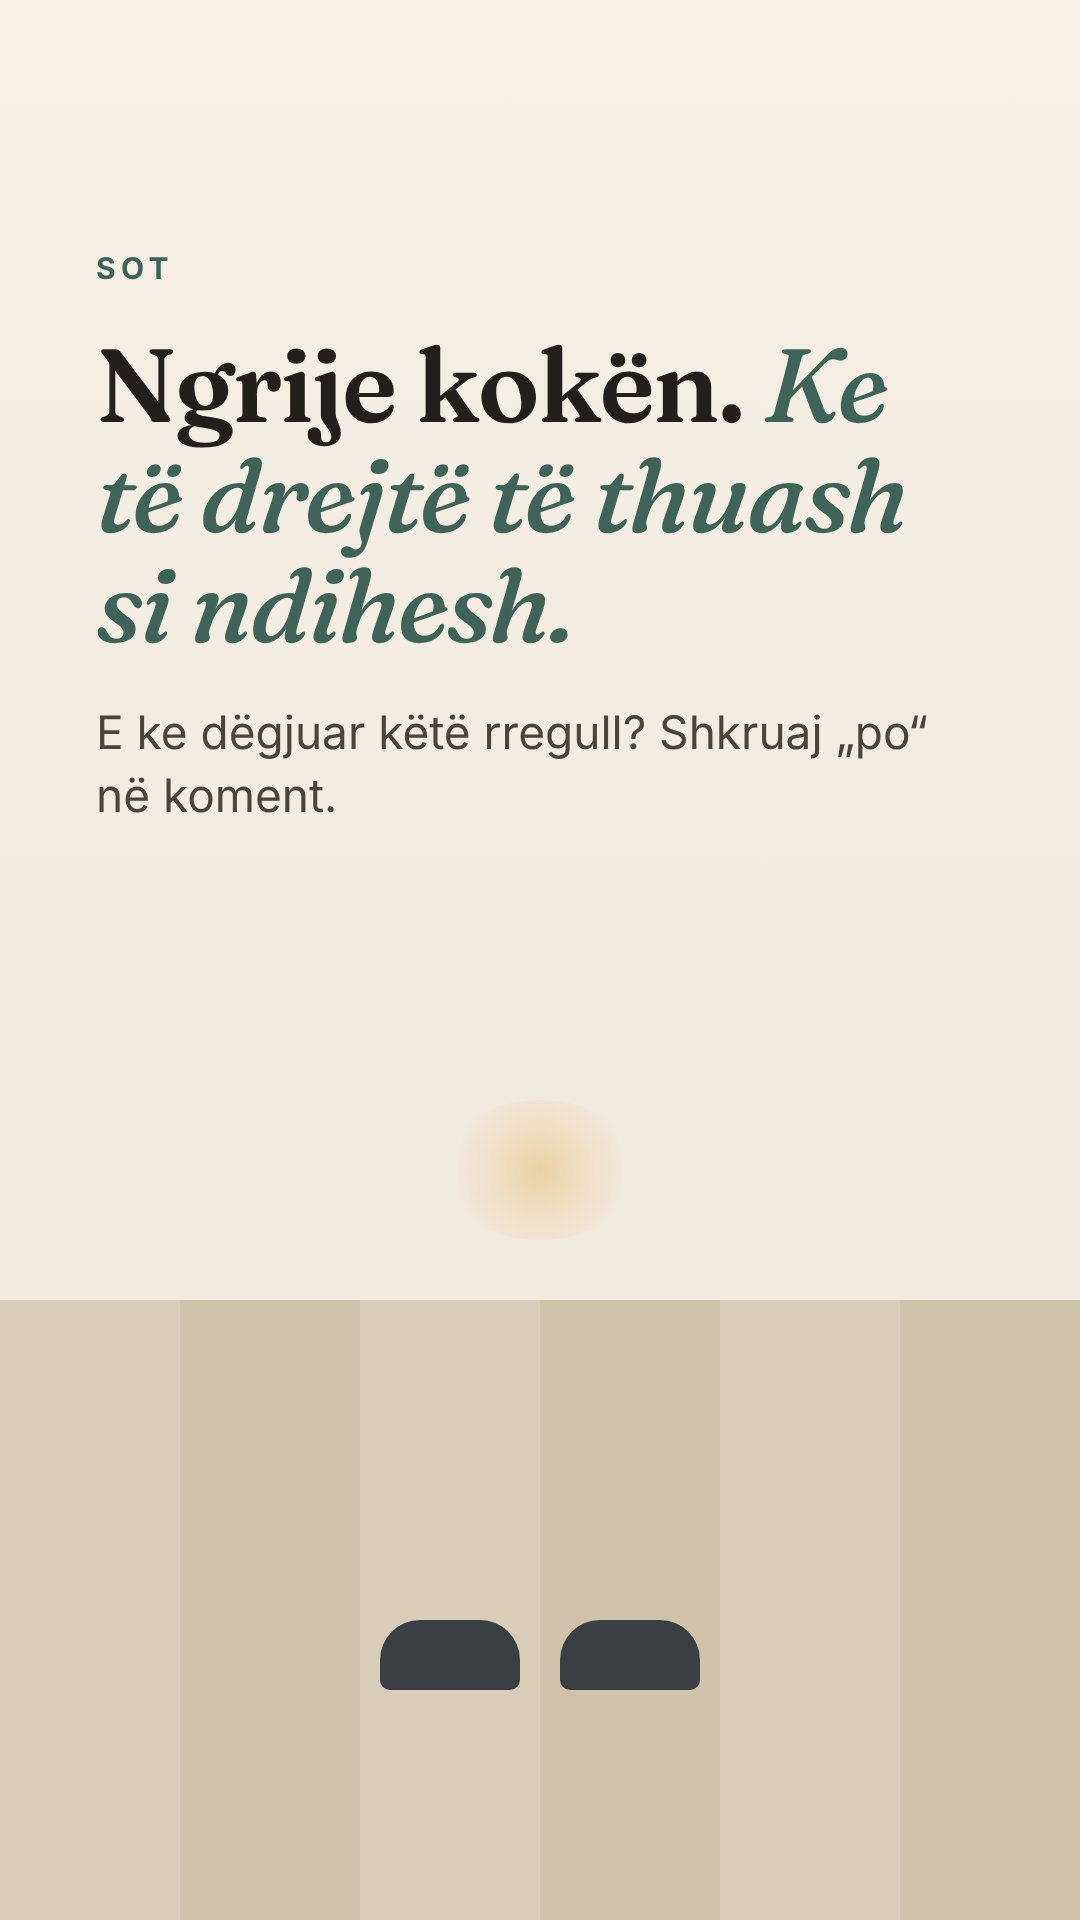 SOT
Ngrije kokën. Ke
të drejtë të thuash
si ndihesh.
E ke dëgjuar këtë rregull? Shkruaj „po“
në koment.